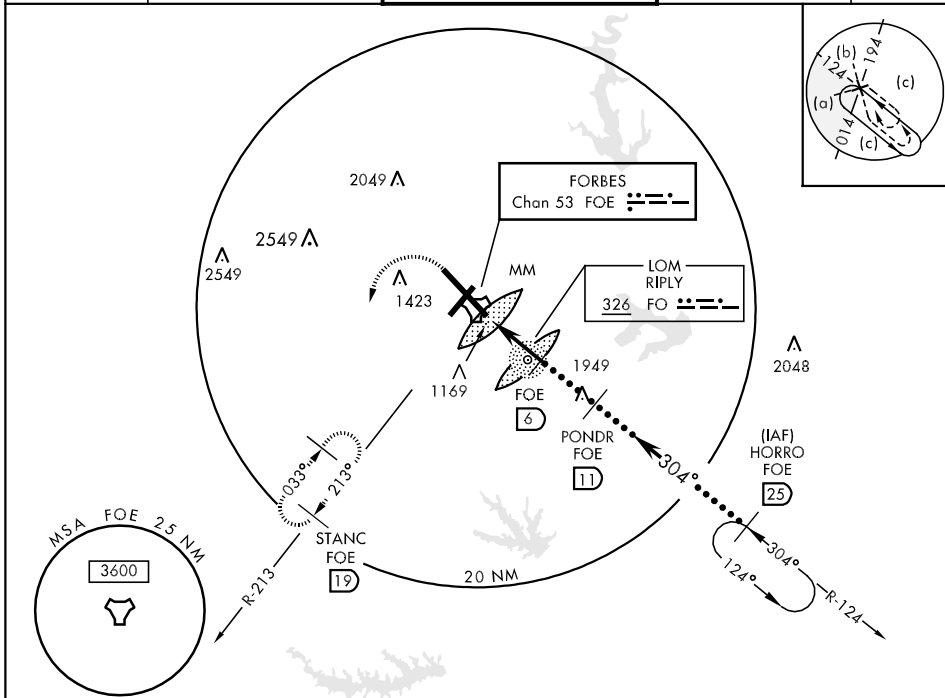 (b)
124
194
(c)
(a)
014
(c)
2049
FORBES
Chan 53 FOE
2549
2549
1423
MM
LOM
RIPLY
326 FO
1169
1949
2048
FOE
6
PONDR
FOE
11
(IAF)
HORRO
FOE
25
304°
033°
213°
STANC
FOE
19
R-213
20 NM
304°
124°
R-124
MSA FOE 25 NM
3600